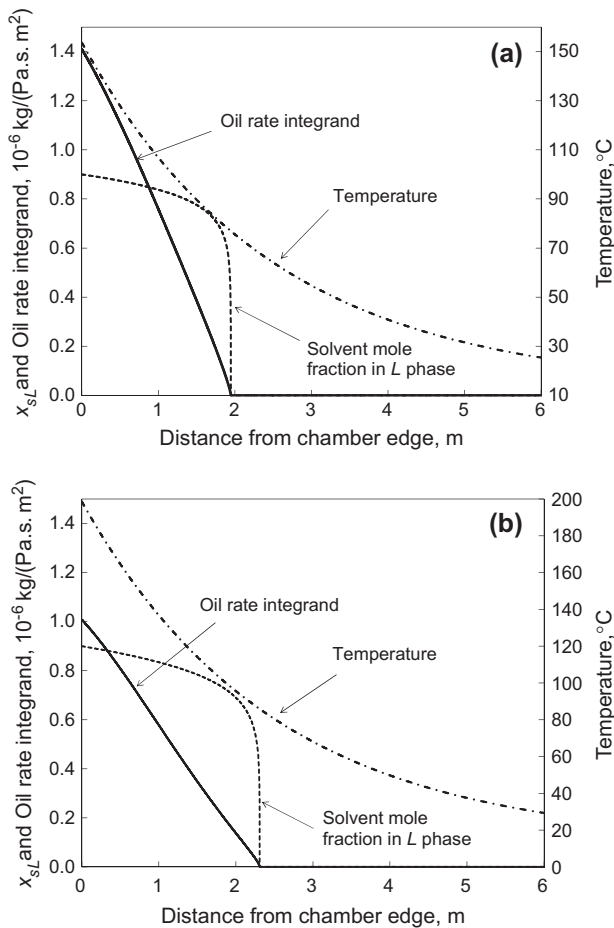 (a)
x_sL and Oil rate integrand, 10^-6 kg/(Pa.s. m^2)
1.4
1.2
1.0
0.8
0.6
0.4
0.2
0.0
Oil rate integrand
Temperature
Solvent mole
fraction in L phase
150
130
110
90
70
50
30
10
Temperature,°C
0 1 2 3 4 5 6
Distance from chamber edge, m
(b)
x_sL and Oil rate integrand, 10^-6 kg/(Pa.s. m^2)
1.4
1.2
1.0
0.8
0.6
0.4
0.2
0.0
Oil rate integrand
Temperature
Solvent mole
fraction in L phase
200
180
160
140
120
100
80
60
40
20
0
Temperature,°C
0 1 2 3 4 5 6
Distance from chamber edge, m